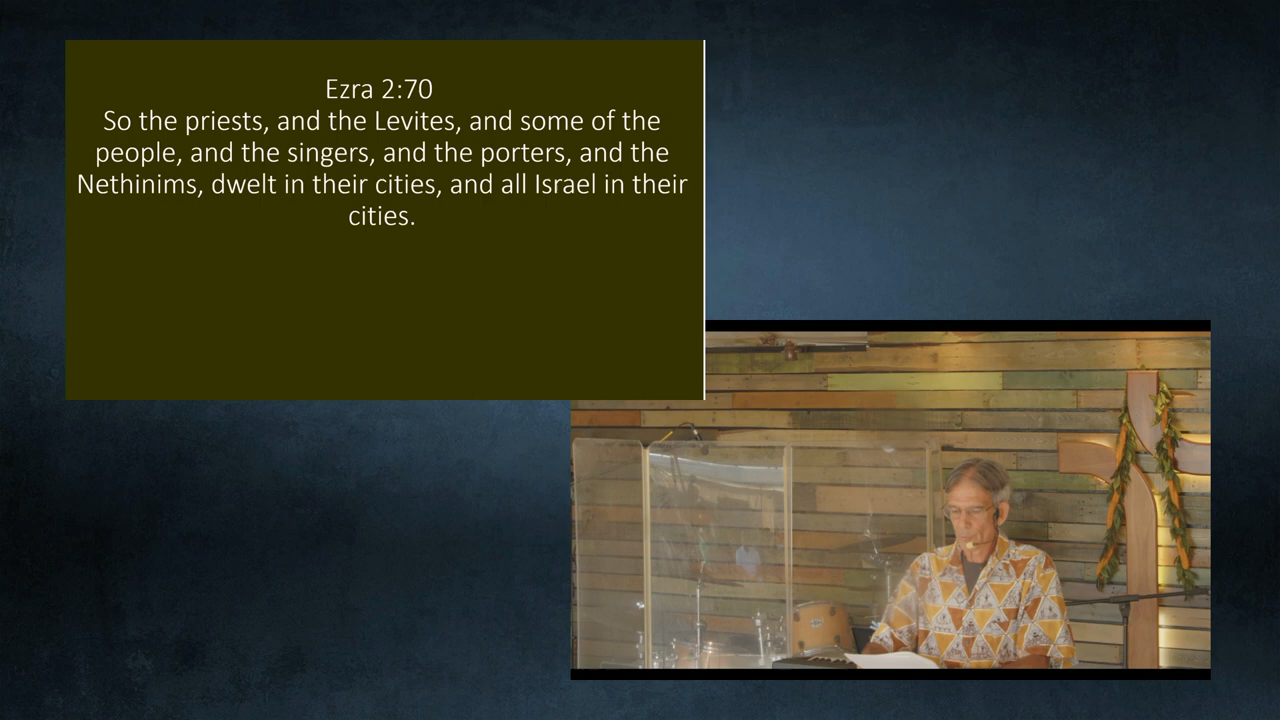 Ezra 2:70
So the priests, and the Levites, and some of the
people, and the singers, and the porters, and the
Nethinims, dwelt in their cities, and all Israel in their
cities.